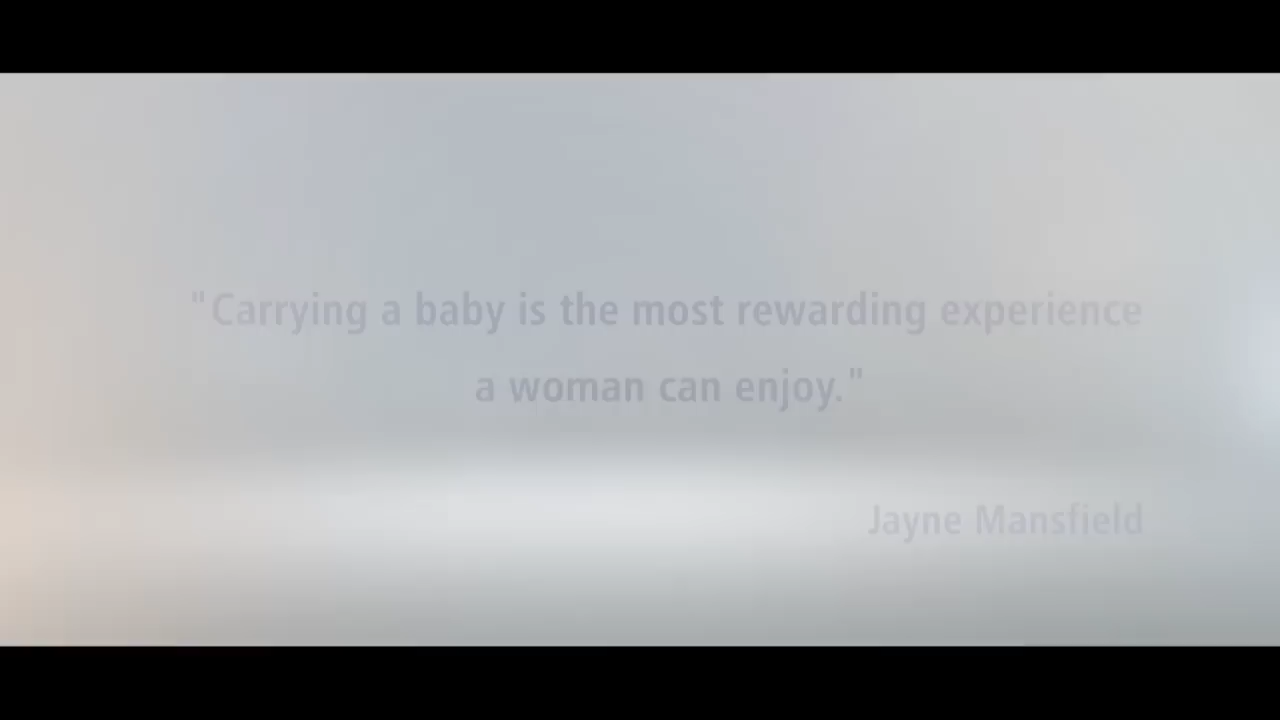 "Carrying a baby is the most rewarding experience
a woman can enjoy."
Jayne Mansfield